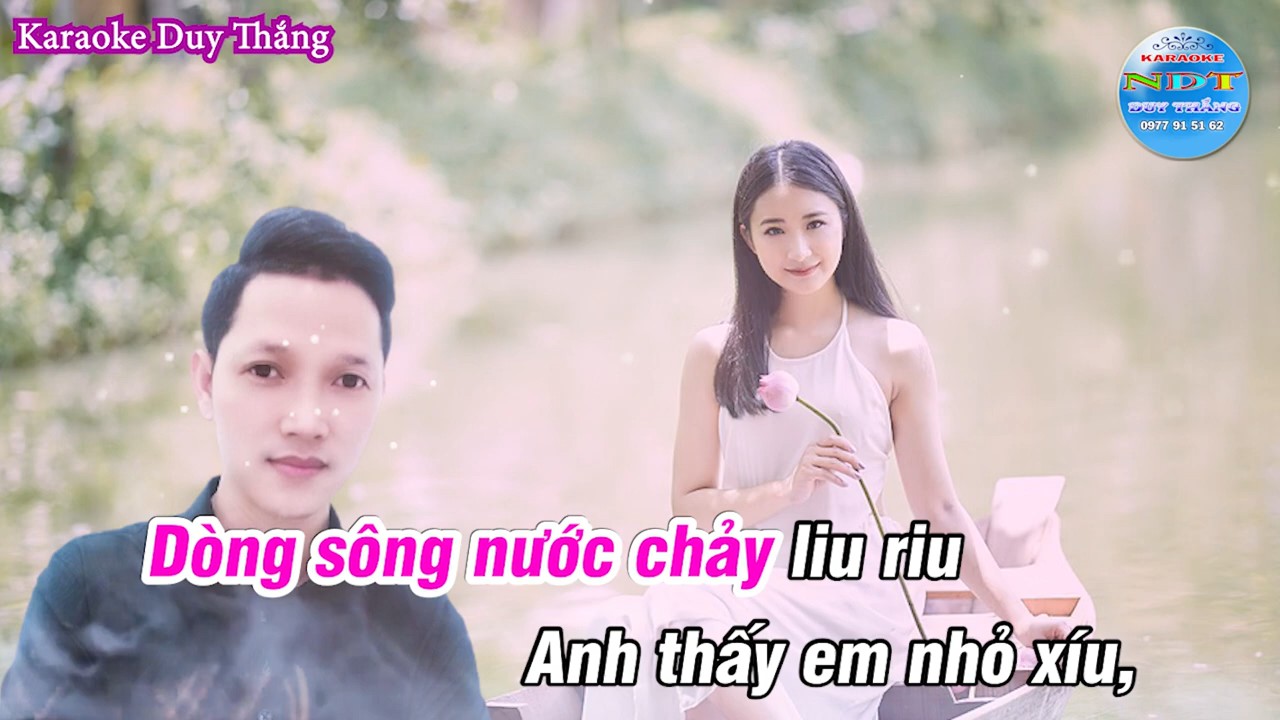 Karaoke Duy Thắng
KARAOKE
NDT
DUY THẮNG
0977 91 51 62
Dòng sông nước chảy liu riu
Anh thấy em nhỏ xíu,